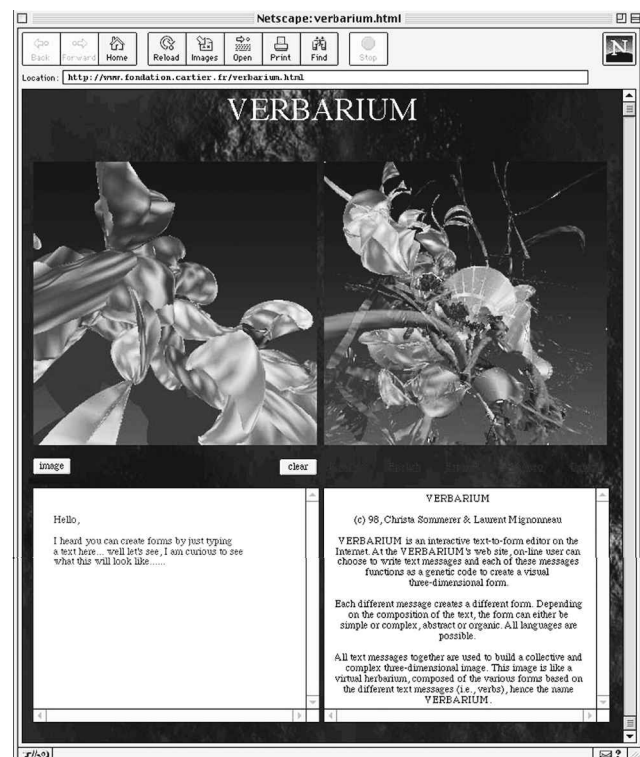 Netscape: verbarium.html
Back Forward Home Reload Images Open Print Find Stop
N
Location: http://www.fondation.cartier.fr/verbarium.html
VERBARIUM
image clear English
Hello,
I heard you can create forms by just typing
a text here... well let's see, I am curious to see
what this will look like......
VERBARIUM
(c) 98, Christa Sommerer & Laurent Mignonneau
VERBARIUM is an interactive text-to-form editor on the
Internet. At the VERBARIUM's web site, on-line user can
choose to write text messages and each of these messages
functions as a genetic code to create a visual
three-dimensional form.
Each different message creates a different form. Depending
on the composition of the text, the form can either be
simple or complex, abstract or organic. All languages are
possible.
All text messages together are used to build a collective and
complex three-dimensional image. This image is like a
virtual herbarium, composed of the various forms based on
the different text messages (i.e., verbs), hence the name
VERBARIUM.
?